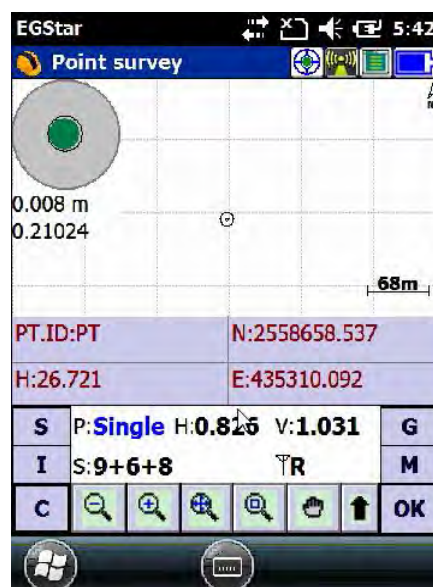 EGStar 5:42
Point survey
0.008 m
0.21024
68m
PT.ID:PT N:2558658.537
H:26.721 E:435310.092
S P:Single H:0.826 V:1.031 G
I S:9+6+8 R M
C OK